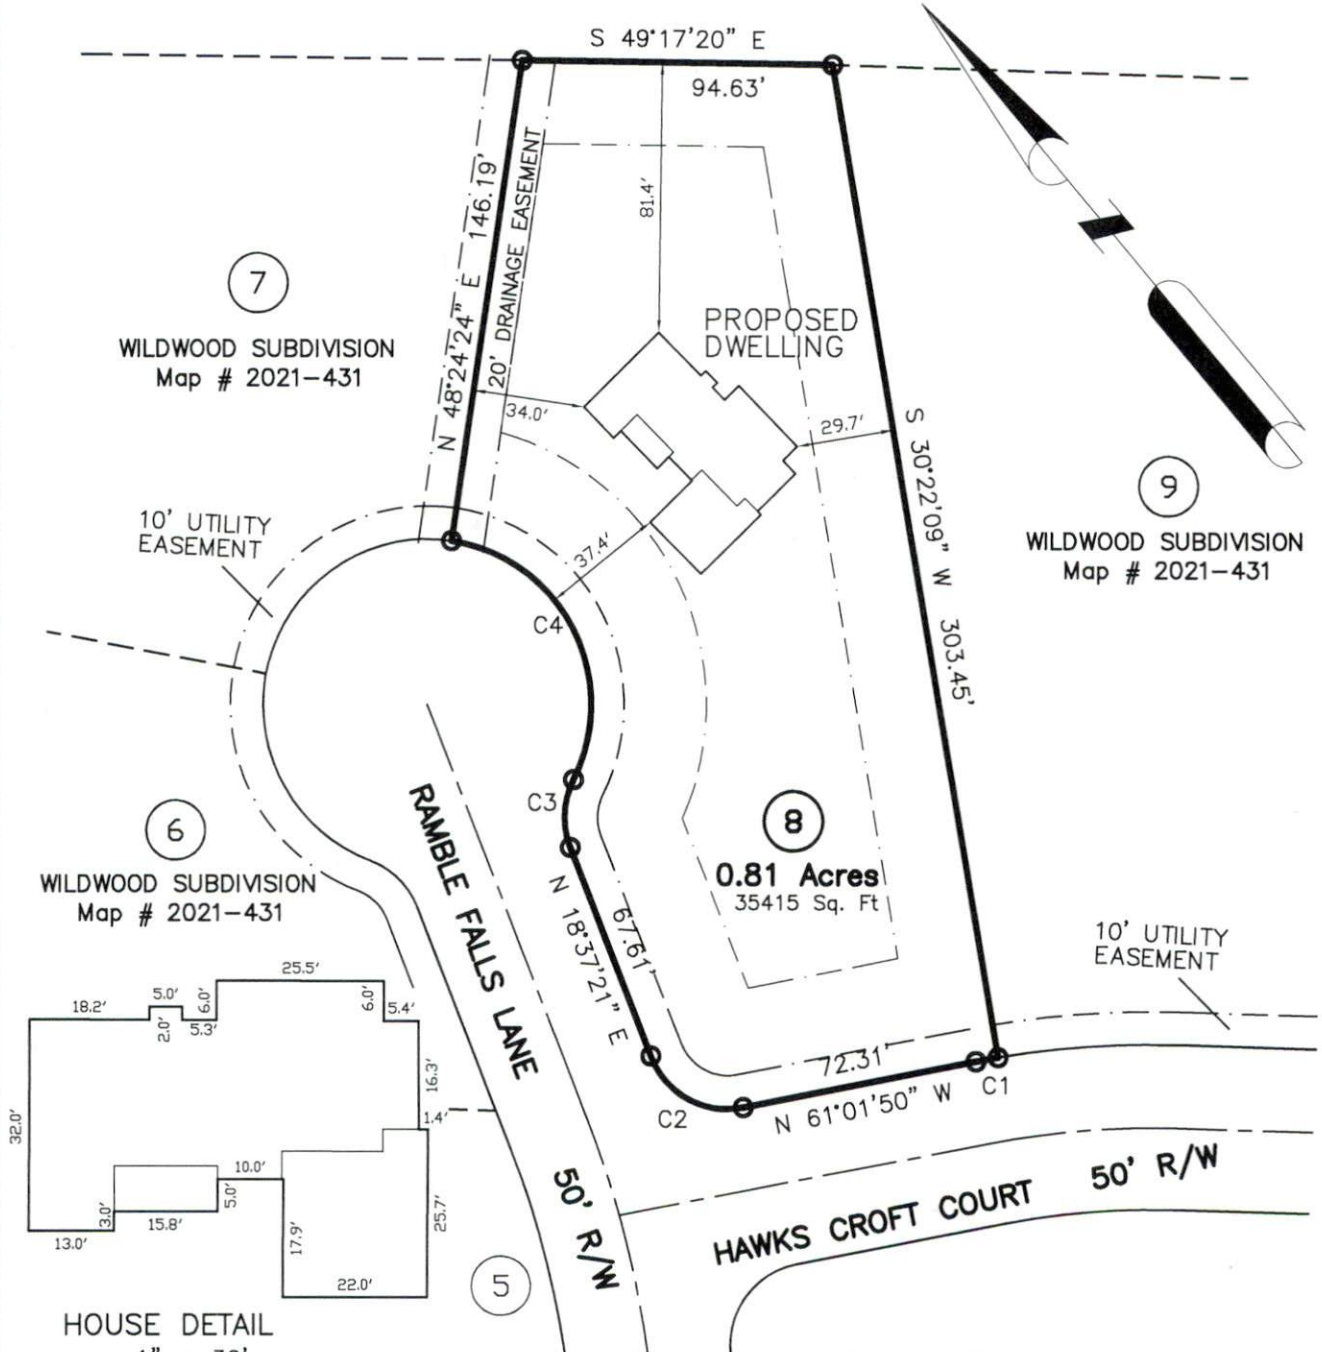 S 49°17'20" E
94.63'
N 48°24'24" E 146.19'
20' DRAINAGE EASEMENT
81.4'
7
WILDWOOD SUBDIVISION
Map # 2021-431
PROPOSED
DWELLING
34.0'
29.7'
S 30°22'09" W 303.45'
9
WILDWOOD SUBDIVISION
Map # 2021-431
10' UTILITY
EASEMENT
37.4'
C4
C3
8
0.81 Acres
35415 Sq. Ft
6
WILDWOOD SUBDIVISION
Map # 2021-431
RAMBLE FALLS LANE
50' R/W
N 18°37'21" E
67.61'
10' UTILITY
EASEMENT
72.31'
N 61°01'50" W
C1
C2
HAWKS CROFT COURT 50' R/W
25.5'
18.2'
5.0'
2.0'
5.3'
6.0'
6.0'
5.4'
16.3'
1.4'
32.0'
10.0'
5.0'
3.0'
15.8'
13.0'
17.9'
25.7'
22.0'
5
HOUSE DETAIL